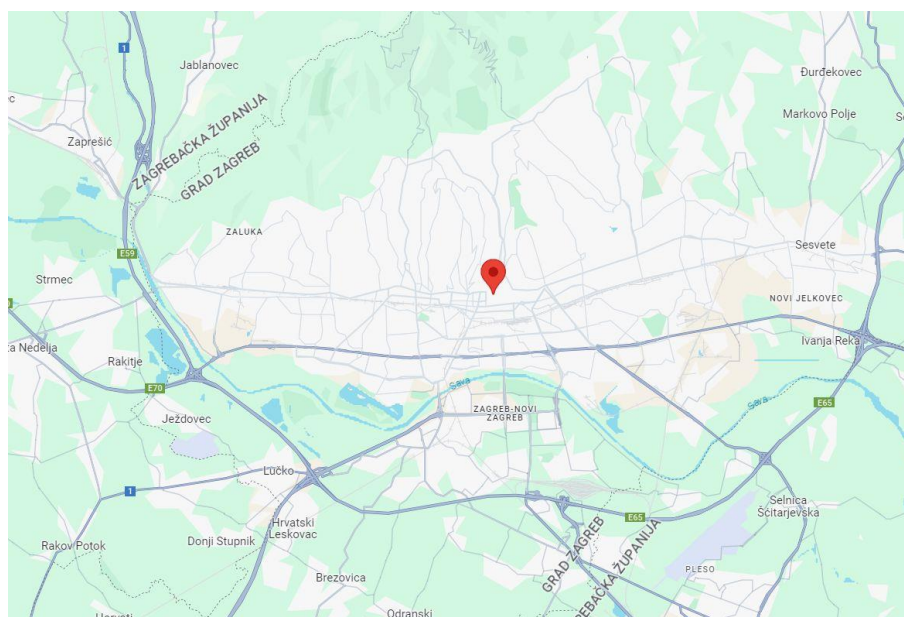 1
Jablanovec
Đurđekovec
Markovo Polje
Zaprešić
ZAGREBAČKA ŽUPANIJA
GRAD ZAGREB
ZALUKA
Sesvete
E59
Strmec
NOVI JELKOVEC
Ivanja Reka
Nedelja
Rakitje
E70
Sava
Sava
E65
ZAGREB-NOVI
ZAGREB
Ježdovec
Lučko
1
Selnica
Šćitarjevska
E65
Hrvatski
Leskovac
Rakov Potok
Donji Stupnik
GRAD ZAGREB
ŽUPANIJA
PLESO
Brezovica
Odranski